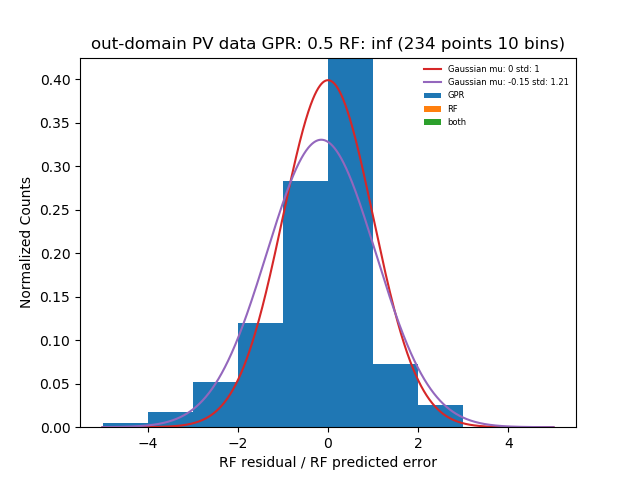 out-domain PV data GPR: 0.5 RF: inf (234 points 10 bins)
Gaussian mu: 0 std: 1
Gaussian mu: -0.15 std: 1.21
GPR
RF
both
0.40
0.35
0.30
0.25
0.20
0.15
0.10
0.05
0.00
Normalized Counts
−4
−2
0
2
4
RF residual / RF predicted error